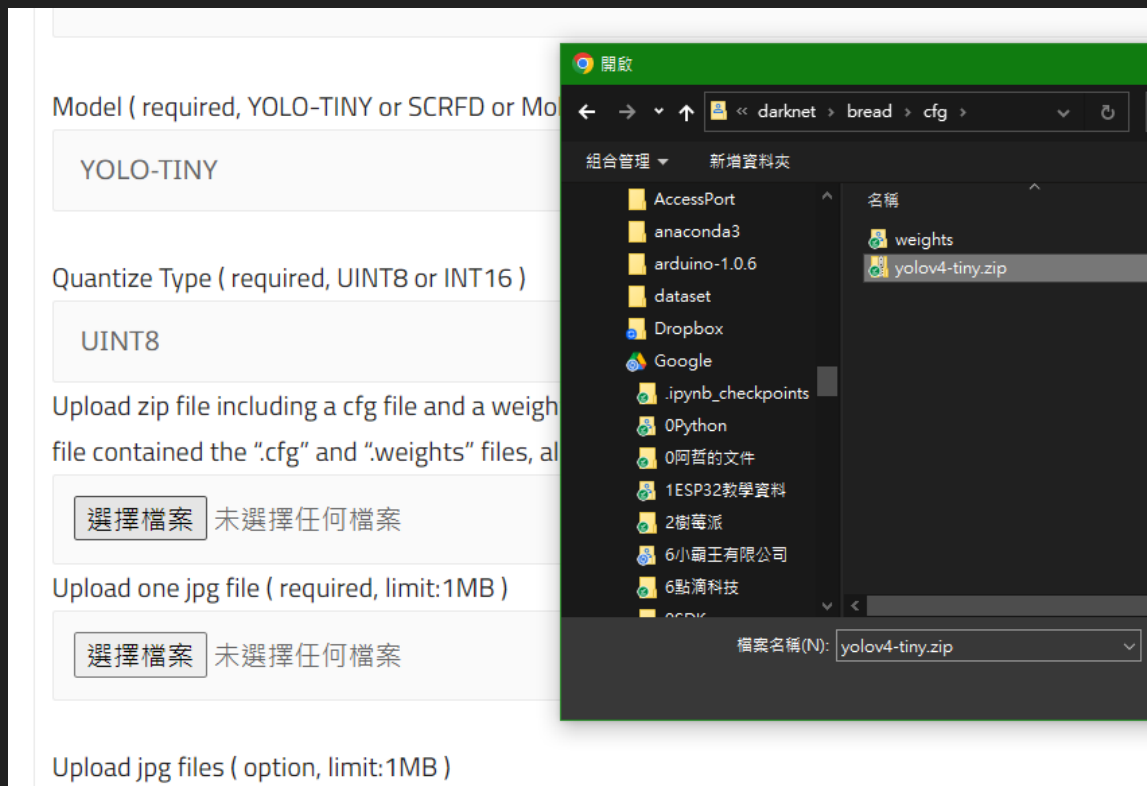 Model ( required, YOLO-TINY or SCRFD or
YOLO-TINY
Quantize Type ( required, UINT8 or INT16 )
UINT8
Upload zip file including a cfg file and a
file contained the “.cfg” and “.weights” files,
選擇檔案 未選擇任何檔案
Upload one jpg file ( required, limit:1MB )
選擇檔案 未選擇任何檔案
Upload jpg files ( option, limit:1MB )
開啟
« darknet › bread › cfg ›
組合管理 新增資料夾
AccessPort
anaconda3
arduino-1.0.6
dataset
Dropbox
Google
.ipynb_checkpoints
0Python
0阿哲的文件
1ESP32教學資料
2樹莓派
6小霸王有限公司
6點滴科技
名稱
weights
yolov4-tiny.zip
檔案名稱(N): yolov4-tiny.zip